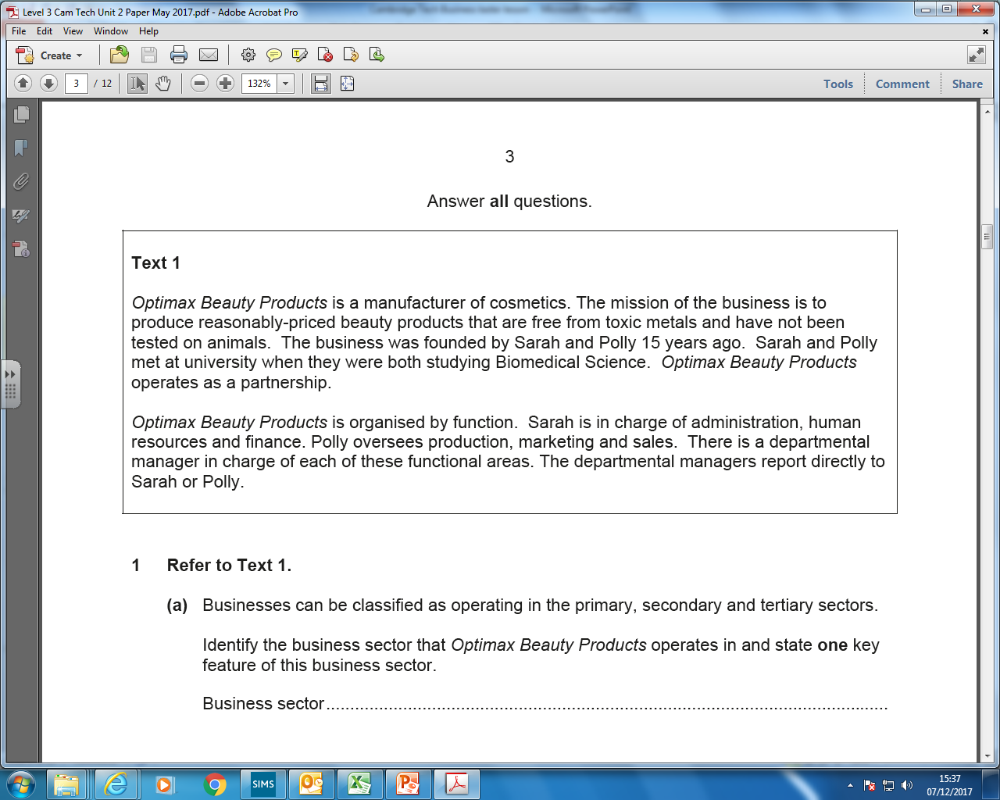 Level 3 Cam Tech Unit 2 Paper May 2017.pdf - Adobe Acrobat Pro
File Edit View Window Help
Create
3 / 12 132% Tools Comment Share
3
Answer all questions.
Text 1
Optimax Beauty Products is a manufacturer of cosmetics. The mission of the business is to
produce reasonably-priced beauty products that are free from toxic metals and have not been
tested on animals. The business was founded by Sarah and Polly 15 years ago. Sarah and Polly
met at university when they were both studying Biomedical Science. Optimax Beauty Products
operates as a partnership.
Optimax Beauty Products is organised by function. Sarah is in charge of administration, human
resources and finance. Polly oversees production, marketing and sales. There is a departmental
manager in charge of each of these functional areas. The departmental managers report directly to
Sarah or Polly.
1 Refer to Text 1.
(a) Businesses can be classified as operating in the primary, secondary and tertiary sectors.
Identify the business sector that Optimax Beauty Products operates in and state one key
feature of this business sector.
Business sector........................................................................................................................
SIMS
15:37
07/12/2017